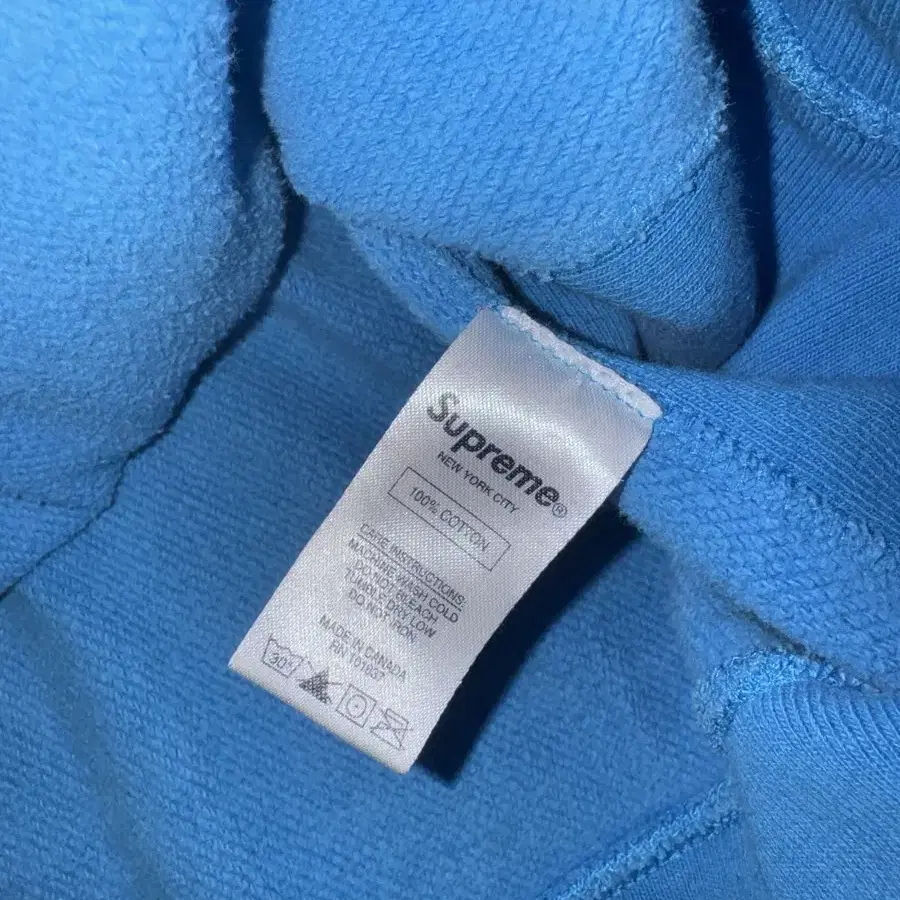 Supreme®
NEW YORK CITY
100% COTTON
CARE INSTRUCTIONS:
MACHINE WASH COLD
DO NOT BLEACH
TUNDLE DRY LOW
DO NOT IRON.
MADE IN CANADA
RN 101837
30°